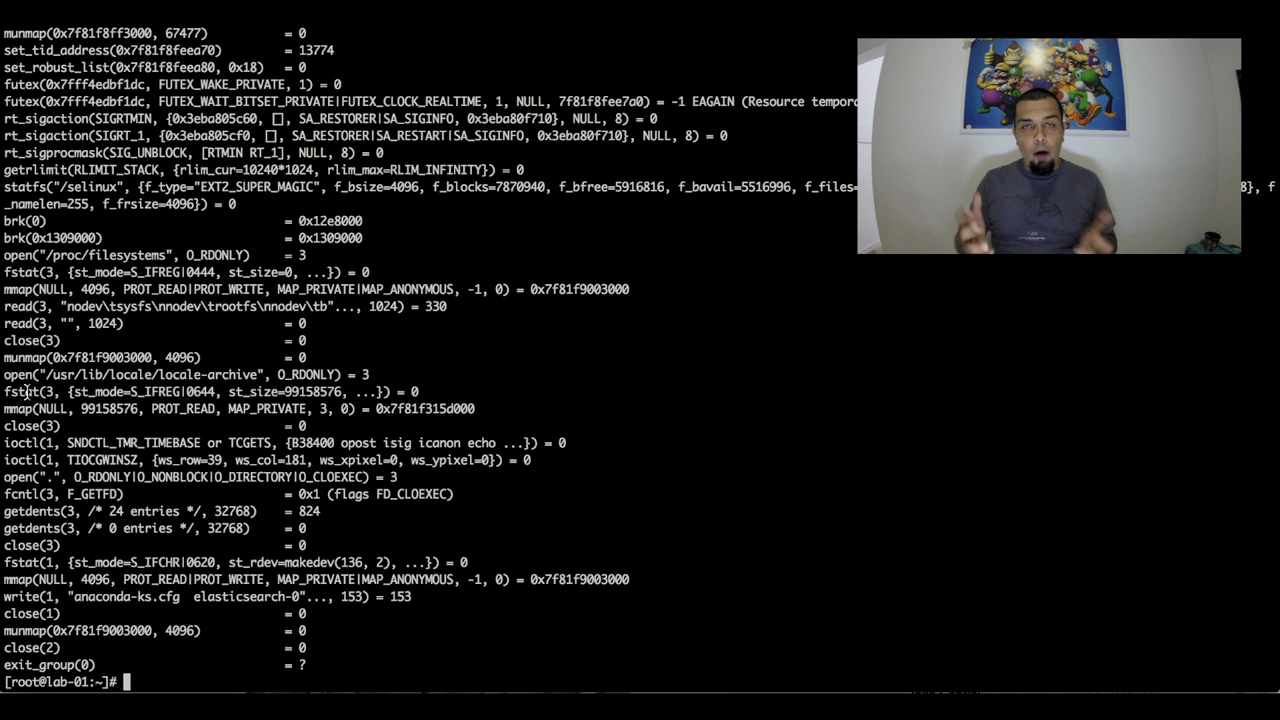 munmap(0x7f81f8ff3000, 67477) = 0
set_tid_address(0x7f81f8feea70) = 13774
set_robust_list(0x7f81f8feea80, 0x18) = 0
futex(0x7fff4edbf1dc, FUTEX_WAKE_PRIVATE, 1) = 0
futex(0x7fff4edbf1dc, FUTEX_WAIT_BITSET_PRIVATE|FUTEX_CLOCK_REALTIME, 1, NULL, 7f81f8fee7a0) = -1 EAGAIN (Resource tempora
rt_sigaction(SIGRTMIN, {0x3eba805c60, [], SA_RESTORER|SA_SIGINFO, 0x3eba80f710}, NULL, 8) = 0
rt_sigaction(SIGRT_1, {0x3eba805cf0, [], SA_RESTORER|SA_RESTART|SA_SIGINFO, 0x3eba80f710}, NULL, 8) = 0
rt_sigprocmask(SIG_UNBLOCK, [RTMIN RT_1], NULL, 8) = 0
getrlimit(RLIMIT_STACK, {rlim_cur=10240*1024, rlim_max=RLIM_INFINITY}) = 0
statfs("/selinux", {f_type="EXT2_SUPER_MAGIC", f_bsize=4096, f_blocks=7870940, f_bfree=5916816, f_bavail=5516996, f_files= 8}, f
_namelen=255, f_frsize=4096}) = 0
brk(0) = 0x12e8000
brk(0x1309000) = 0x1309000
open("/proc/filesystems", O_RDONLY) = 3
fstat(3, {st_mode=S_IFREG|0444, st_size=0, ...}) = 0
mmap(NULL, 4096, PROT_READ|PROT_WRITE, MAP_PRIVATE|MAP_ANONYMOUS, -1, 0) = 0x7f81f9003000
read(3, "nodev\tsysfs\nnodev\trootfs\nnodev\tb"..., 1024) = 330
read(3, "", 1024) = 0
close(3) = 0
munmap(0x7f81f9003000, 4096) = 0
open("/usr/lib/locale/locale-archive", O_RDONLY) = 3
fstat(3, {st_mode=S_IFREG|0644, st_size=99158576, ...}) = 0
mmap(NULL, 99158576, PROT_READ, MAP_PRIVATE, 3, 0) = 0x7f81f315d000
close(3) = 0
ioctl(1, SNDCTL_TMR_TIMEBASE or TCGETS, {B38400 opost isig icanon echo ...}) = 0
ioctl(1, TIOCGWINSZ, {ws_row=39, ws_col=181, ws_xpixel=0, ws_ypixel=0}) = 0
open(".", O_RDONLY|O_NONBLOCK|O_DIRECTORY|O_CLOEXEC) = 3
fcntl(3, F_GETFD) = 0x1 (flags FD_CLOEXEC)
getdents(3, /* 24 entries */, 32768) = 824
getdents(3, /* 0 entries */, 32768) = 0
close(3) = 0
fstat(1, {st_mode=S_IFCHR|0620, st_rdev=makedev(136, 2), ...}) = 0
mmap(NULL, 4096, PROT_READ|PROT_WRITE, MAP_PRIVATE|MAP_ANONYMOUS, -1, 0) = 0x7f81f9003000
write(1, "anaconda-ks.cfg  elasticsearch-0"..., 153) = 153
close(1) = 0
munmap(0x7f81f9003000, 4096) = 0
close(2) = 0
exit_group(0) = ?
[root@lab-01:~]#